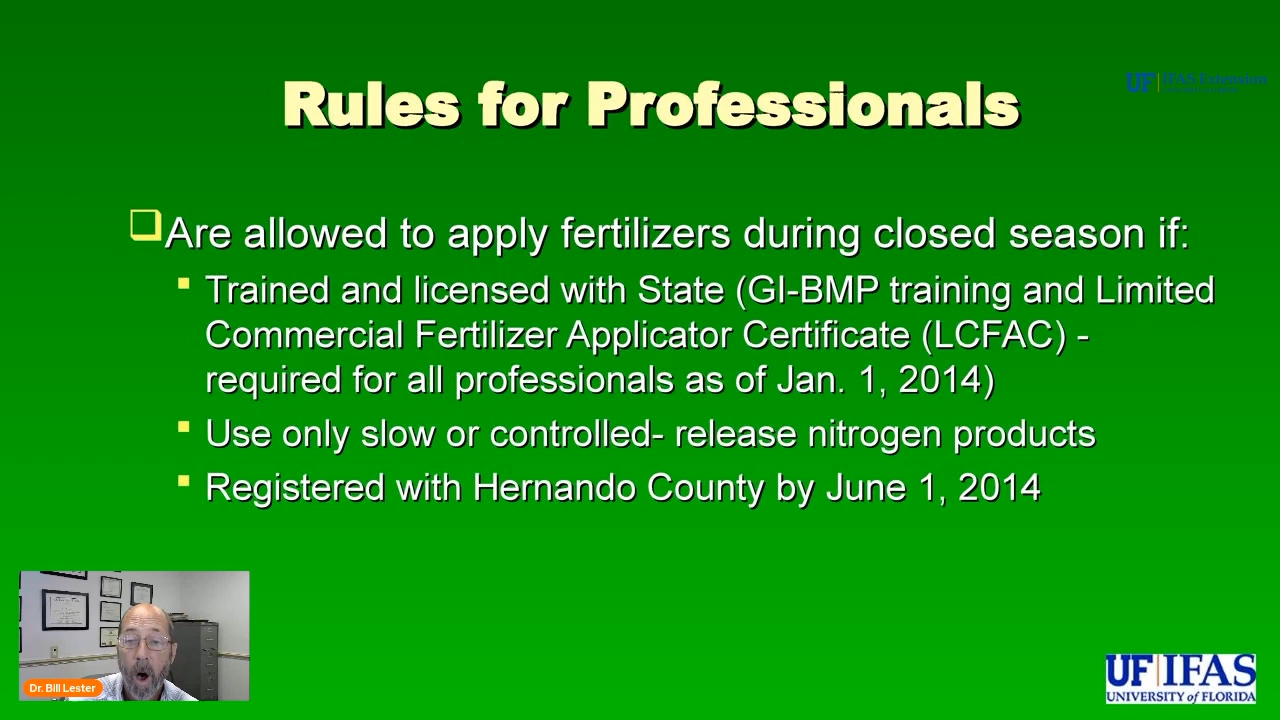 Rules for Professionals
UF IFAS Extension
Are allowed to apply fertilizers during closed season if:
Trained and licensed with State (GI-BMP training and Limited
Commercial Fertilizer Applicator Certificate (LCFAC) -
required for all professionals as of Jan. 1, 2014)
Use only slow or controlled- release nitrogen products
Registered with Hernando County by June 1, 2014
Dr. Bill Lester
UF IFAS
UNIVERSITY of FLORIDA